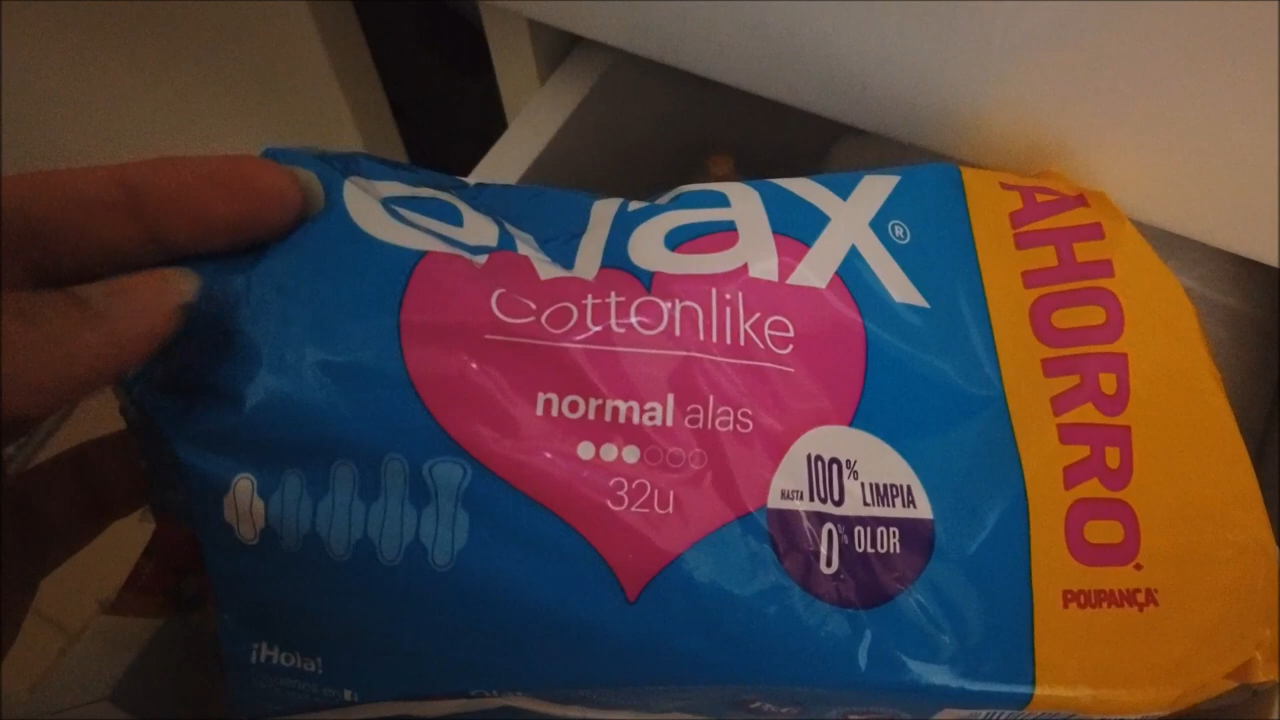 evax®
Cottonlike
normal alas
32u
HASTA 100% LIMPIA
0% OLOR
AHORRO*
POUPANÇA*
¡Hola!